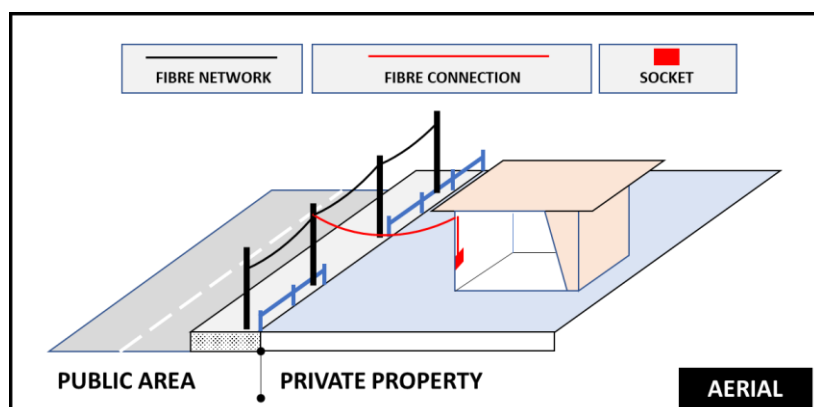 FIBRE NETWORK
FIBRE CONNECTION
SOCKET
PUBLIC AREA
PRIVATE PROPERTY
AERIAL